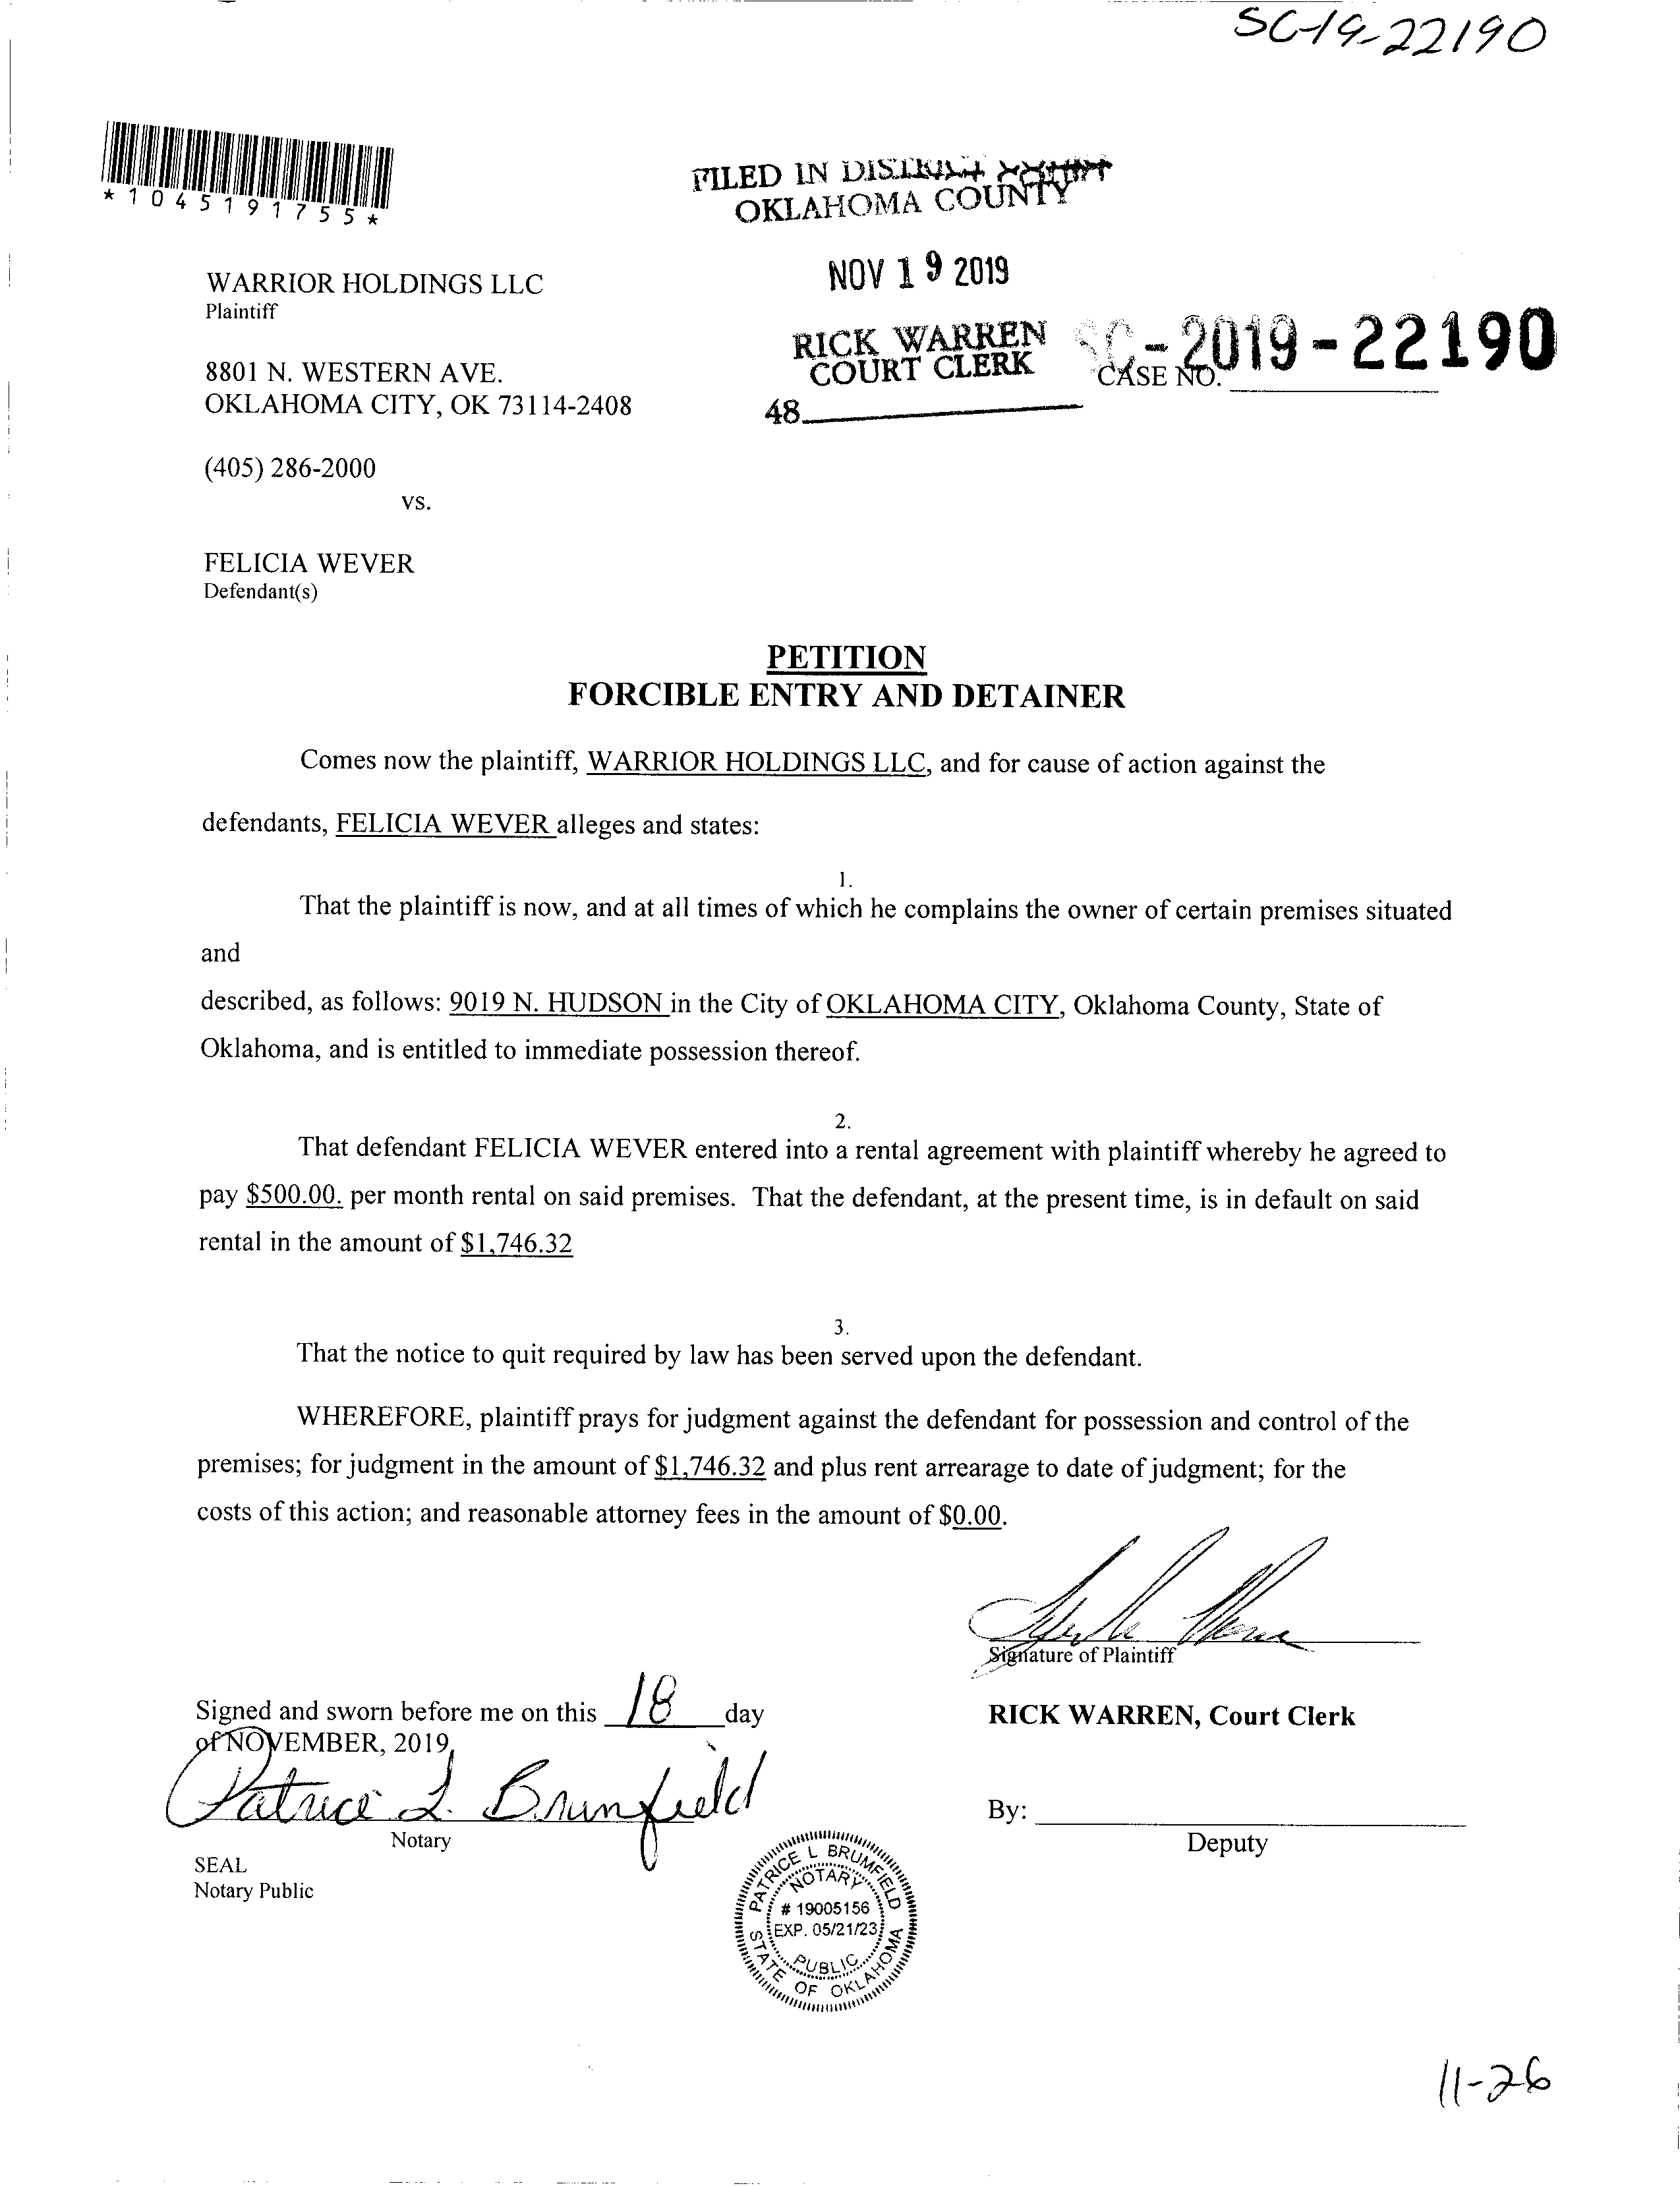 SC-19-22190
*1045191755*
FILED IN DISTRICT COURT
OKLAHOMA COUNTY
NOV 19 2019
RICK WARREN
COURT CLERK
48
SC-2019-22190
CASE NO.
WARRIOR HOLDINGS LLC
Plaintiff
8801 N. WESTERN AVE.
OKLAHOMA CITY, OK 73114-2408
(405) 286-2000
vs.
FELICIA WEVER
Defendant(s)
PETITION
FORCIBLE ENTRY AND DETAINER
Comes now the plaintiff, WARRIOR HOLDINGS LLC, and for cause of action against the
defendants, FELICIA WEVER alleges and states:
1.
That the plaintiff is now, and at all times of which he complains the owner of certain premises situated
and
described, as follows: 9019 N. HUDSON in the City of OKLAHOMA CITY, Oklahoma County, State of
Oklahoma, and is entitled to immediate possession thereof.
2.
That defendant FELICIA WEVER entered into a rental agreement with plaintiff whereby he agreed to
pay $500.00. per month rental on said premises. That the defendant, at the present time, is in default on said
rental in the amount of $1,746.32
3.
That the notice to quit required by law has been served upon the defendant.
WHEREFORE, plaintiff prays for judgment against the defendant for possession and control of the
premises; for judgment in the amount of $1,746.32 and plus rent arrearage to date of judgment; for the
costs of this action; and reasonable attorney fees in the amount of $0.00.
Signature of Plaintiff
Signed and sworn before me on this 18 day
of NOVEMBER, 2019,
Patrice L. Brumfield
Notary
SEAL
Notary Public
RICK WARREN, Court Clerk
By:
Deputy
PATRICE L BRUMFIELD
NOTARY
# 19005156
EXP. 05/21/23
PUBLIC
STATE OF OKLAHOMA
11-26